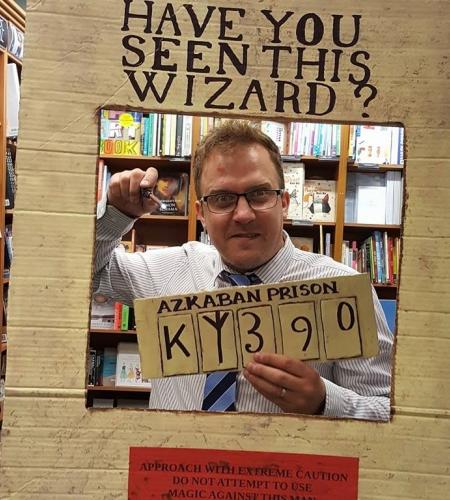 HAVE YOU
SEEN THIS
WIZARD?
OOK
AZKABAN PRISON
KY390
APPROACH WITH EXTREME CAUTION
DO NOT ATTEMPT TO USE
MAGIC AGAINST THIS MAN